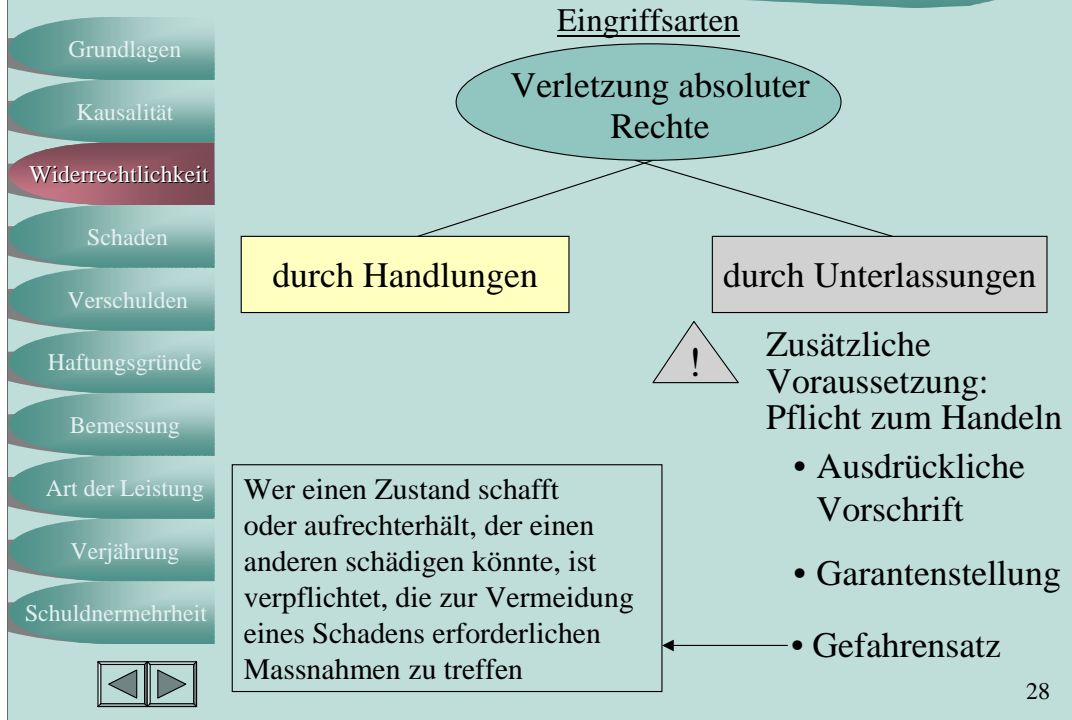 Eingriffsarten
Grundlagen
Kausalität
Widerrechtlichkeit
Schaden
Verschulden
Haftungsgründe
Bemessung
Art der Leistung
Verjährung
Schuldnermehrheit
Verletzung absoluter
Rechte
durch Handlungen
durch Unterlassungen
!
Zusätzliche
Voraussetzung:
Pflicht zum Handeln
• Ausdrückliche
Vorschrift
• Garantenstellung
• Gefahrensatz
Wer einen Zustand schafft
oder aufrechterhält, der einen
anderen schädigen könnte, ist
verpflichtet, die zur Vermeidung
eines Schadens erforderlichen
Massnahmen zu treffen
28